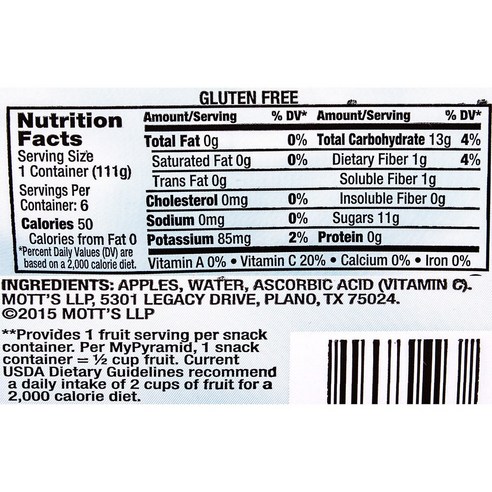 GLUTEN FREE
Nutrition
Facts
Serving Size
1 Container (111g)
Servings Per
Container: 6
Calories 50
Calories from Fat 0
*Percent Daily Values (DV) are
based on a 2,000 calorie diet.
Amount/Serving % DV* Amount/Serving % DV*
Total Fat 0g 0% Total Carbohydrate 13g 4%
Saturated Fat 0g 0% Dietary Fiber 1g 4%
Trans Fat 0g Soluble Fiber 1g
Cholesterol 0mg 0% Insoluble Fiber 0g
Sodium 0mg 0% Sugars 11g
Potassium 85mg 2% Protein 0g
Vitamin A 0% • Vitamin C 20% • Calcium 0% • Iron 0%
INGREDIENTS: APPLES, WATER, ASCORBIC ACID (VITAMIN C).
MOTT'S LLP, 5301 LEGACY DRIVE, PLANO, TX 75024.
©2015 MOTT'S LLP
**Provides 1 fruit serving per snack
container. Per MyPyramid, 1 snack
container = ½ cup fruit. Current
USDA Dietary Guidelines recommend
a daily intake of 2 cups of fruit for a
2,000 calorie diet.